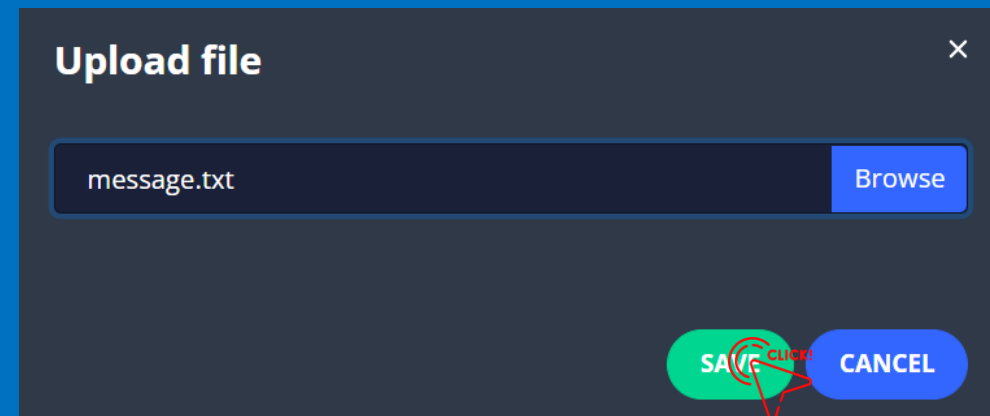 Upload file
×
message.txt
Browse
SAVE
CLICK!
CANCEL